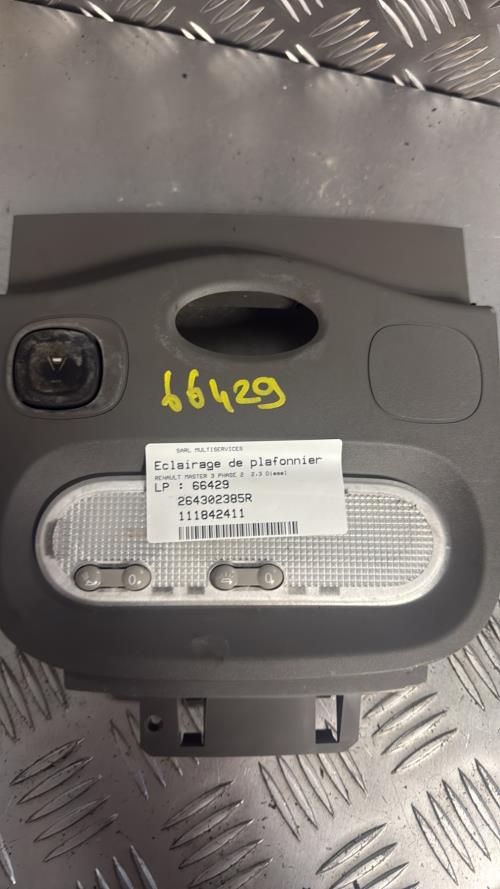 66429
SARL MULTISERVICES
Eclairage de plafonnier
RENAULT MASTER 3 PHASE 2 2.3 Diesel
LP : 66429
264302385R
111842411